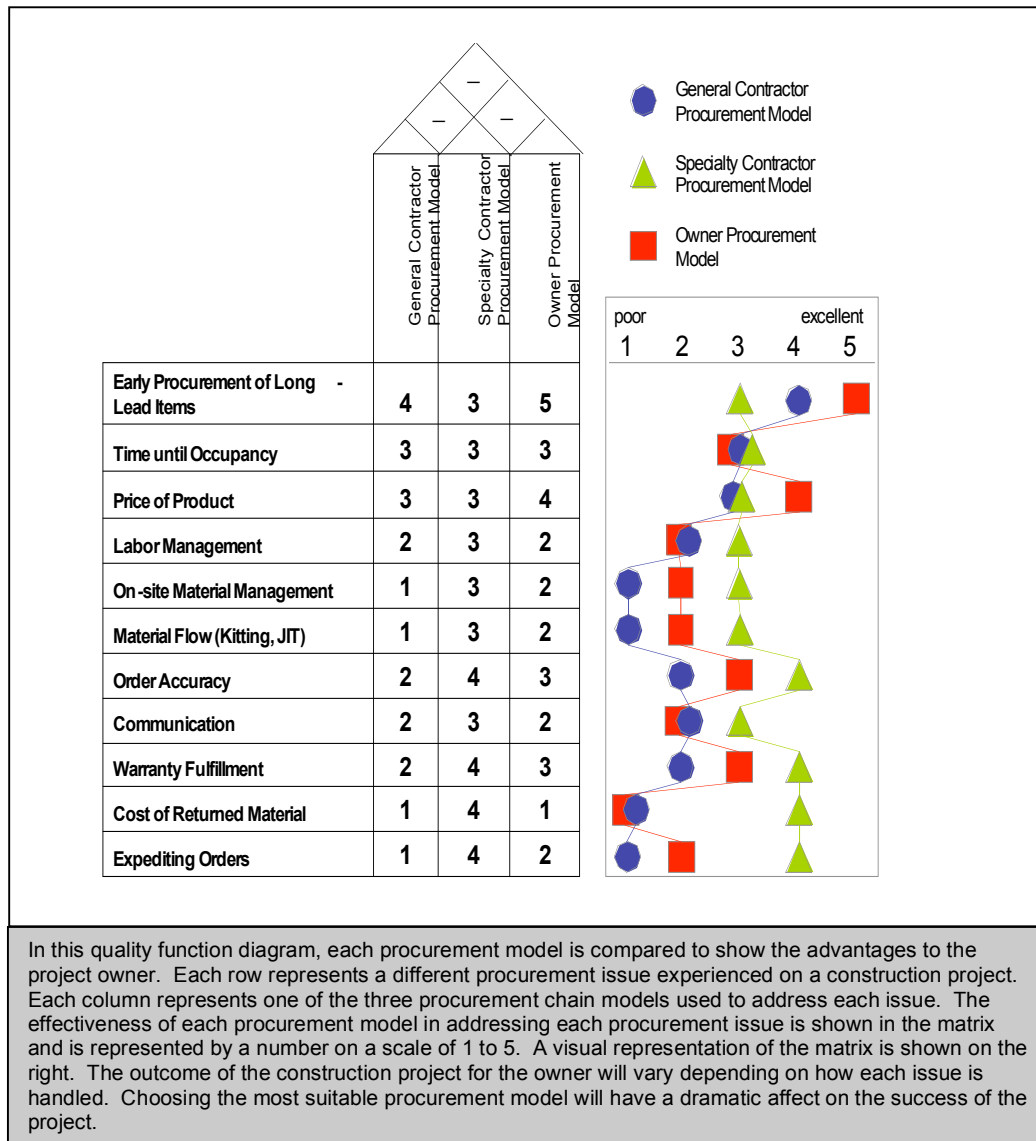 –
– –
General Contractor
Procurement Model
Specialty Contractor
Procurement Model
Owner Procurement
Model
General Contractor
Procurement Model
Specialty Contractor
Procurement Model
Owner Procurement
Model
poor excellent
1 2 3 4 5
Early Procurement of Long -
Lead Items 4 3 5
Time until Occupancy 3 3 3
Price of Product 3 3 4
Labor Management 2 3 2
On-site Material Management 1 3 2
Material Flow (Kitting, JIT) 1 3 2
Order Accuracy 2 4 3
Communication 2 3 2
Warranty Fulfillment 2 4 3
Cost of Returned Material 1 4 1
Expediting Orders 1 4 2
In this quality function diagram, each procurement model is compared to show the advantages to the
project owner. Each row represents a different procurement issue experienced on a construction project.
Each column represents one of the three procurement chain models used to address each issue. The
effectiveness of each procurement model in addressing each procurement issue is shown in the matrix
and is represented by a number on a scale of 1 to 5. A visual representation of the matrix is shown on the
right. The outcome of the construction project for the owner will vary depending on how each issue is
handled. Choosing the most suitable procurement model will have a dramatic affect on the success of the
project.